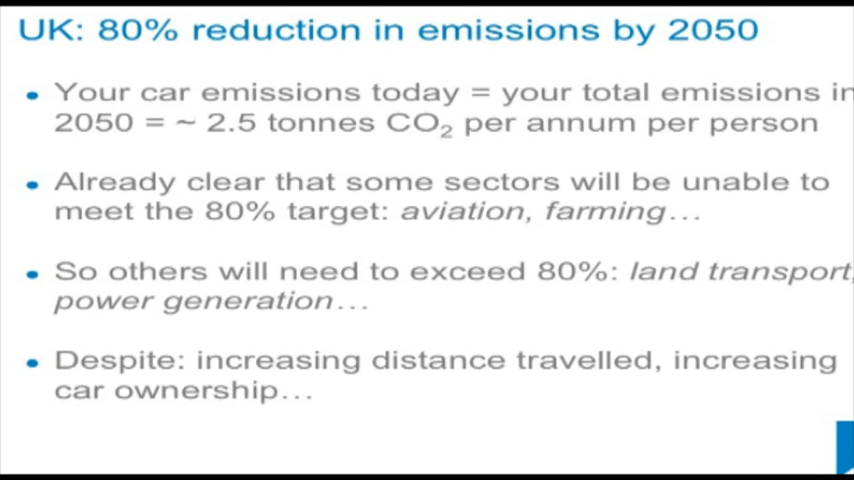 UK: 80% reduction in emissions by 2050
• Your car emissions today = your total emissions in
2050 = ~ 2.5 tonnes CO₂ per annum per person
• Already clear that some sectors will be unable to
meet the 80% target: aviation, farming…
• So others will need to exceed 80%: land transport,
power generation…
• Despite: increasing distance travelled, increasing
car ownership…